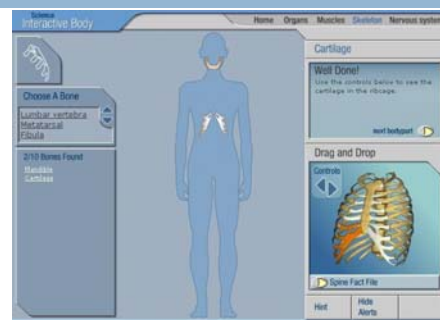 Science
Interactive Body
Home Organs Muscles Skeleton Nervous system
Cartilage
Well Done!
Use the controls below to see the
cartilage in the ribcage.
next bodypart
Choose A Bone
Lumbar vertebra
Metatarsal
Fibula
2/10 Bones Found
Mandible
Cartilage
Drag and Drop
Controls
Spine Fact File
Hint
Hide
Alerts